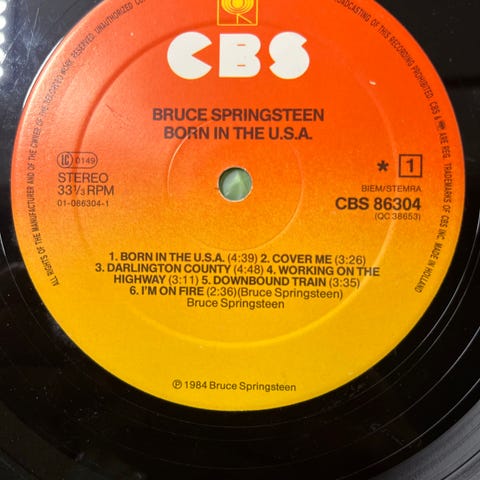 UNAUTHORIZED
BROADCASTING OF THIS RECORDING PROHIBITED. CBS & ARE REG. TRADEMARKS OF CBS INC. MADE IN HOLLAND
ALL RIGHTS OF THE MANUFACTURER AND OF THE OWNER OF THE RECORDED WORK RESERVED.
CBS
BRUCE SPRINGSTEEN
BORN IN THE U.S.A.
LC 0149
STEREO
33⅓ RPM
01-086304-1
* 1
BIEM/STEMRA
CBS 86304
(QC 38653)
1. BORN IN THE U.S.A. (4:39) 2. COVER ME (3:26)
3. DARLINGTON COUNTY (4:48) 4. WORKING ON THE
HIGHWAY (3:11) 5. DOWNBOUND TRAIN (3:35)
6. I'M ON FIRE (2:36)(Bruce Springsteen)
Bruce Springsteen
℗ 1984 Bruce Springsteen